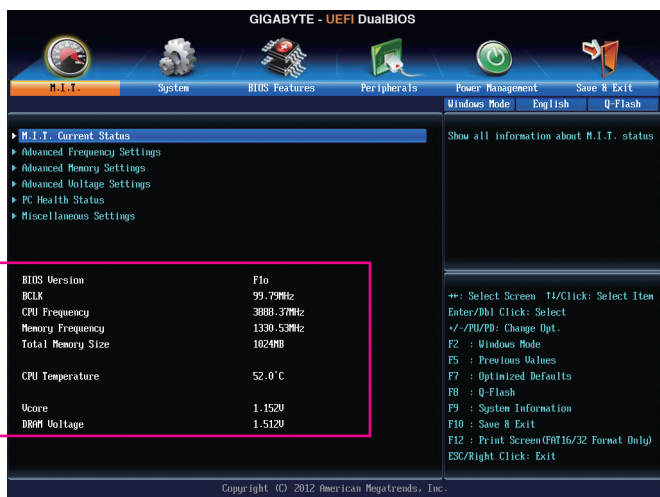 GIGABYTE - UEFI DualBIOS
M.I.T. System BIOS Features Peripherals Power Management Save & Exit
Windows Mode English Q-Flash
M.I.T. Current Status
Advanced Frequency Settings
Advanced Memory Settings
Advanced Voltage Settings
PC Health Status
Miscellaneous Settings
Show all information about M.I.T. status
BIOS Version F1o
BCLK 99.79MHz
CPU Frequency 3888.37MHz
Memory Frequency 1330.53MHz
Total Memory Size 1024MB
CPU Temperature 52.0°C
Vcore 1.152V
DRAM Voltage 1.512V
→←: Select Screen ↑↓/Click: Select Item
Enter/Dbl Click: Select
+/-/PU/PD: Change Opt.
F2 : Windows Mode
F5 : Previous Values
F7 : Optimized Defaults
F8 : Q-Flash
F9 : System Information
F10 : Save & Exit
F12 : Print Screen(FAT16/32 Format Only)
ESC/Right Click: Exit
Copyright (C) 2012 American Megatrends, Inc.